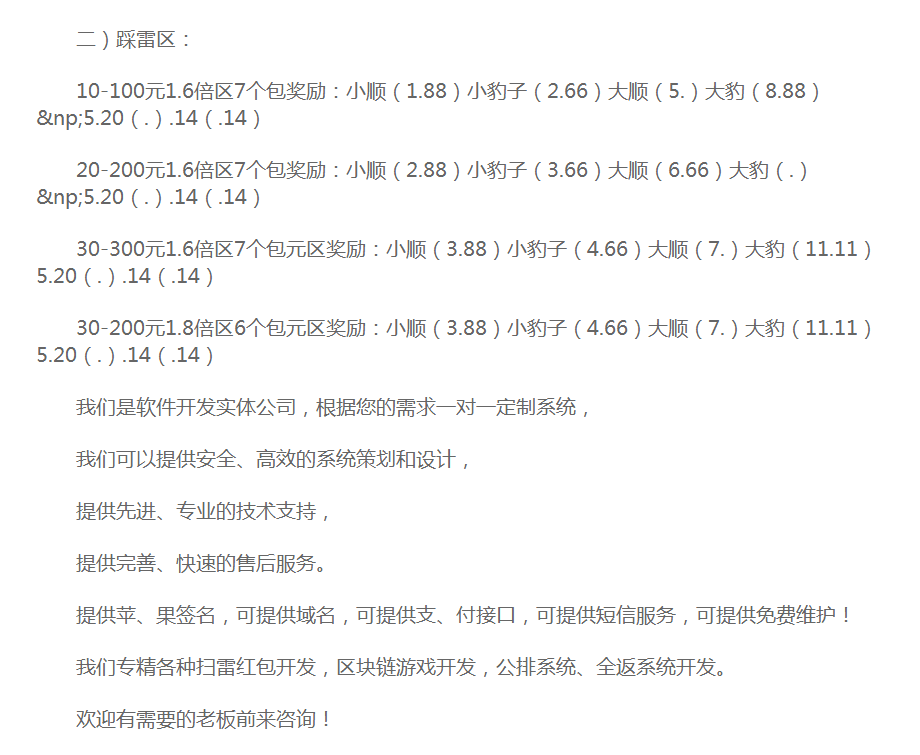 二）踩雷区：
10-100元1.6倍区7个包奖励：小顺（1.88）小豹子（2.66）大顺（5.）大豹（8.88）
&np;5.20（.）.14（.14）
20-200元1.6倍区7个包奖励：小顺（2.88）小豹子（3.66）大顺（6.66）大豹（.）
&np;5.20（.）.14（.14）
30-300元1.6倍区7个包元区奖励：小顺（3.88）小豹子（4.66）大顺（7.）大豹（11.11）
5.20（.）.14（.14）
30-200元1.8倍区6个包元区奖励：小顺（3.88）小豹子（4.66）大顺（7.）大豹（11.11）
5.20（.）.14（.14）
我们是软件开发实体公司，根据您的需求一对一定制系统，
我们可以提供安全、高效的系统策划和设计，
提供先进、专业的技术支持，
提供完善、快速的售后服务。
提供苹、果签名，可提供域名，可提供支、付接口，可提供短信服务，可提供免费维护！
我们专精各种扫雷红包开发，区块链游戏开发，公排系统、全返系统开发。
欢迎有需要的老板前来咨询！